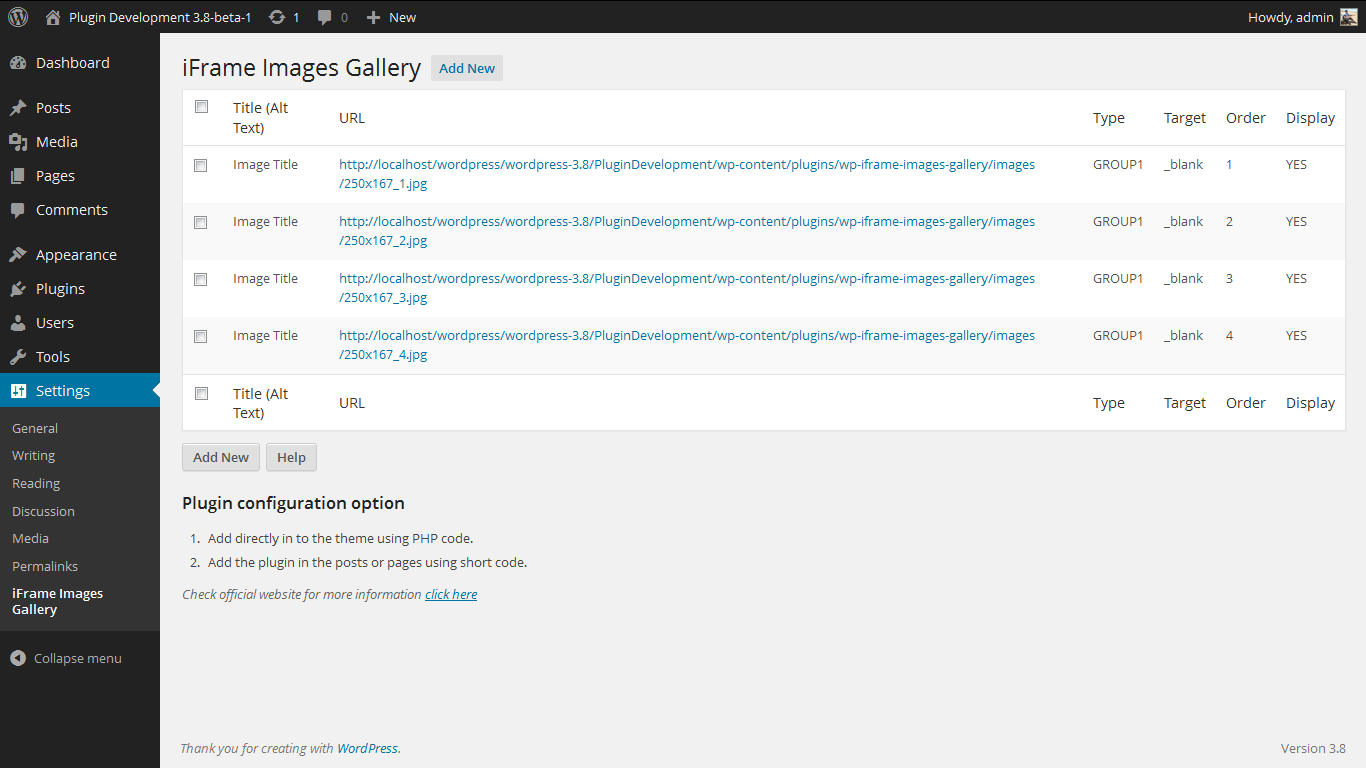 Plugin Development 3.8-beta-1 1 0 New Howdy, admin
Dashboard
Posts
Media
Pages
Comments
Appearance
Plugins
Users
Tools
Settings
General
Writing
Reading
Discussion
Media
Permalinks
iFrame Images
Gallery
Collapse menu
iFrame Images Gallery Add New
Title (Alt
Text) URL Type Target Order Display
Image Title http://localhost/wordpress/wordpress-3.8/PluginDevelopment/wp-content/plugins/wp-iframe-images-gallery/images GROUP1 _blank 1 YES
/250x167_1.jpg
Image Title http://localhost/wordpress/wordpress-3.8/PluginDevelopment/wp-content/plugins/wp-iframe-images-gallery/images GROUP1 _blank 2 YES
/250x167_2.jpg
Image Title http://localhost/wordpress/wordpress-3.8/PluginDevelopment/wp-content/plugins/wp-iframe-images-gallery/images GROUP1 _blank 3 YES
/250x167_3.jpg
Image Title http://localhost/wordpress/wordpress-3.8/PluginDevelopment/wp-content/plugins/wp-iframe-images-gallery/images GROUP1 _blank 4 YES
/250x167_4.jpg
Title (Alt
Text) URL Type Target Order Display
Add New Help
Plugin configuration option
1. Add directly in to the theme using PHP code.
2. Add the plugin in the posts or pages using short code.
Check official website for more information click here
Thank you for creating with WordPress. Version 3.8